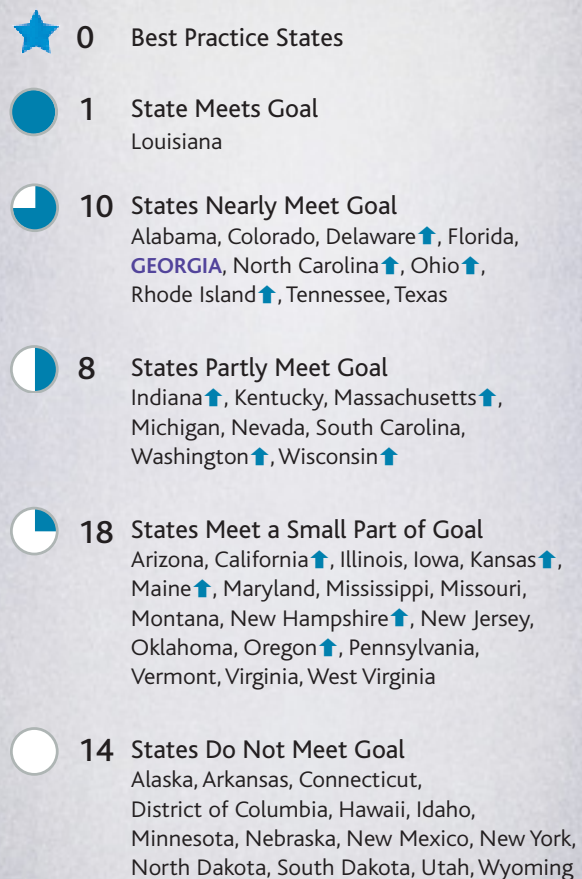 0 Best Practice States
1 State Meets Goal
Louisiana
10 States Nearly Meet Goal
Alabama, Colorado, Delaware⬆, Florida,
GEORGIA, North Carolina⬆, Ohio⬆,
Rhode Island⬆, Tennessee, Texas
8 States Partly Meet Goal
Indiana⬆, Kentucky, Massachusetts⬆,
Michigan, Nevada, South Carolina,
Washington⬆, Wisconsin⬆
18 States Meet a Small Part of Goal
Arizona, California⬆, Illinois, Iowa, Kansas⬆,
Maine⬆, Maryland, Mississippi, Missouri,
Montana, New Hampshire⬆, New Jersey,
Oklahoma, Oregon⬆, Pennsylvania,
Vermont, Virginia, West Virginia
14 States Do Not Meet Goal
Alaska, Arkansas, Connecticut,
District of Columbia, Hawaii, Idaho,
Minnesota, Nebraska, New Mexico, New York,
North Dakota, South Dakota, Utah, Wyoming